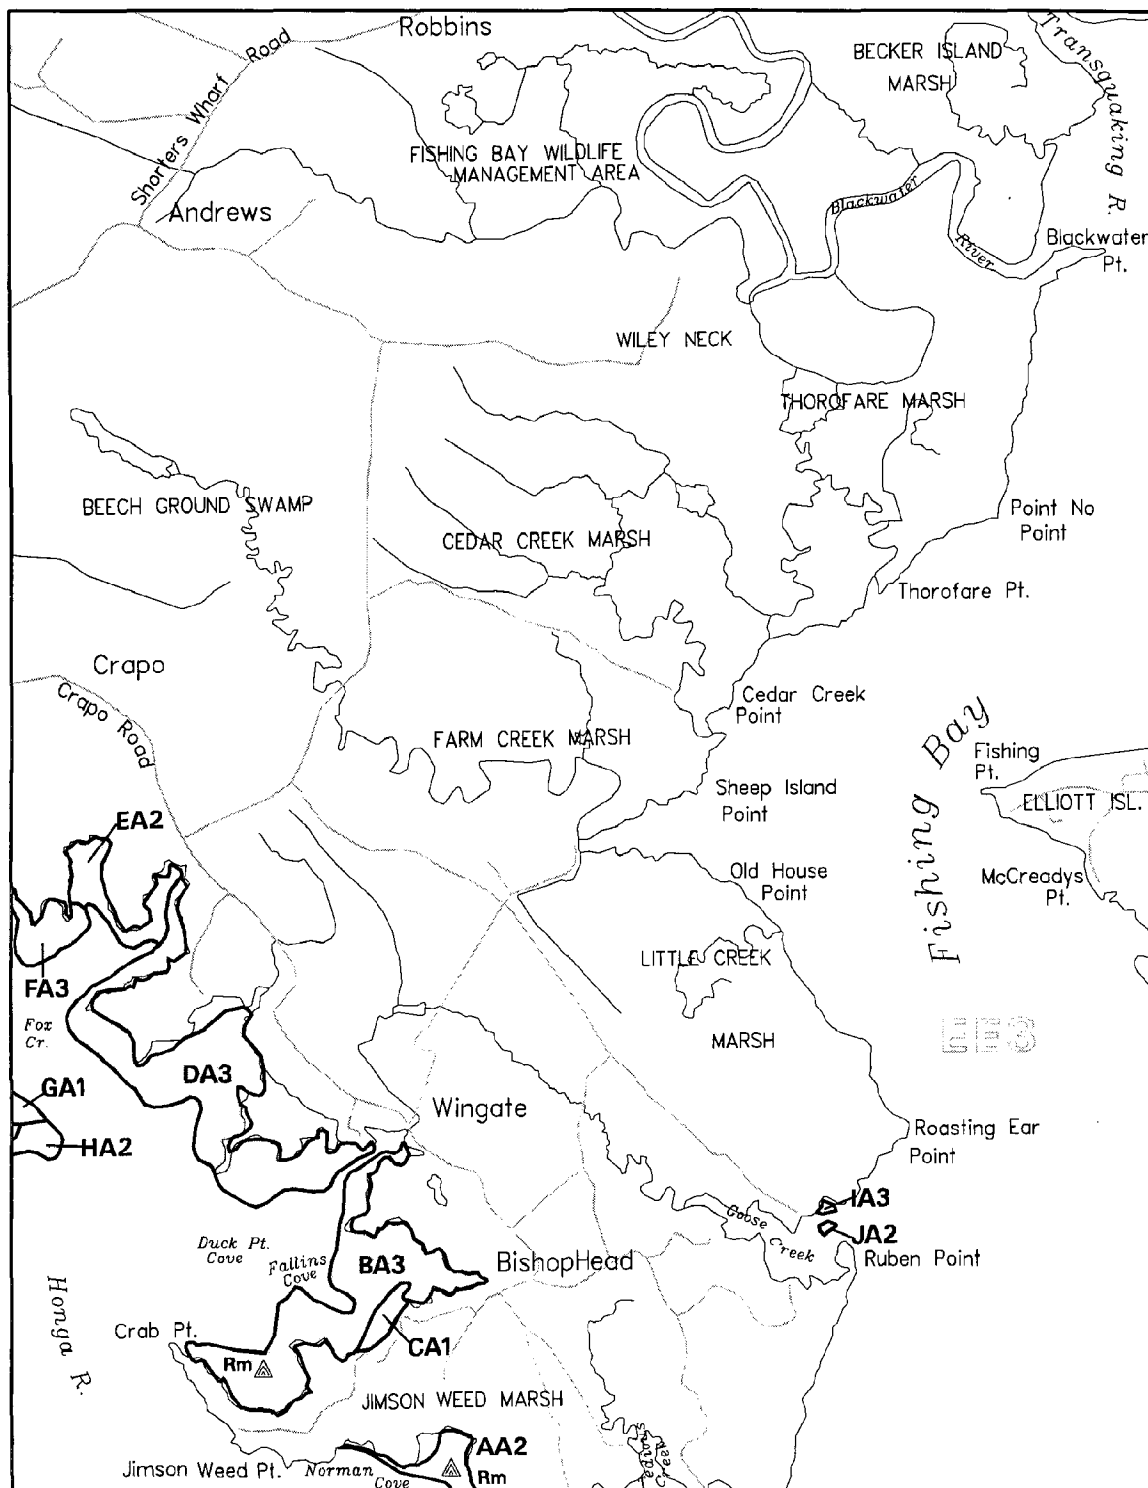 Robbins
Shorters Wharf Road
BECKER ISLAND
MARSH
Transquaking R.
FISHING BAY WILDLIFE
MANAGEMENT AREA
Andrews
Blackwater
River
Blackwater
Pt.
WILEY NECK
THOROFARE MARSH
BEECH GROUND SWAMP
CEDAR CREEK MARSH
Point No
Point
Thorofare Pt.
Crapo
Crapo Road
Cedar Creek
Point
FARM CREEK MARSH
Fishing Bay
Fishing
Pt.
Sheep Island
Point
ELLIOTT ISL.
EA2
Old House
Point
McCreadys
Pt.
LITTLE CREEK
MARSH
FA3
Fox
Cr.
EE3
DA3
GA1
HA2
Wingate
Roasting Ear
Point
IA3
JA2
Goose Creek
Ruben Point
Duck Pt.
Cove
Fallins
Cove
BA3
BishopHead
Honga R.
Crab Pt.
CA1
Rm
JIMSON WEED MARSH
AA2
Jimson Weed Pt.
Norman
Cove
Rm